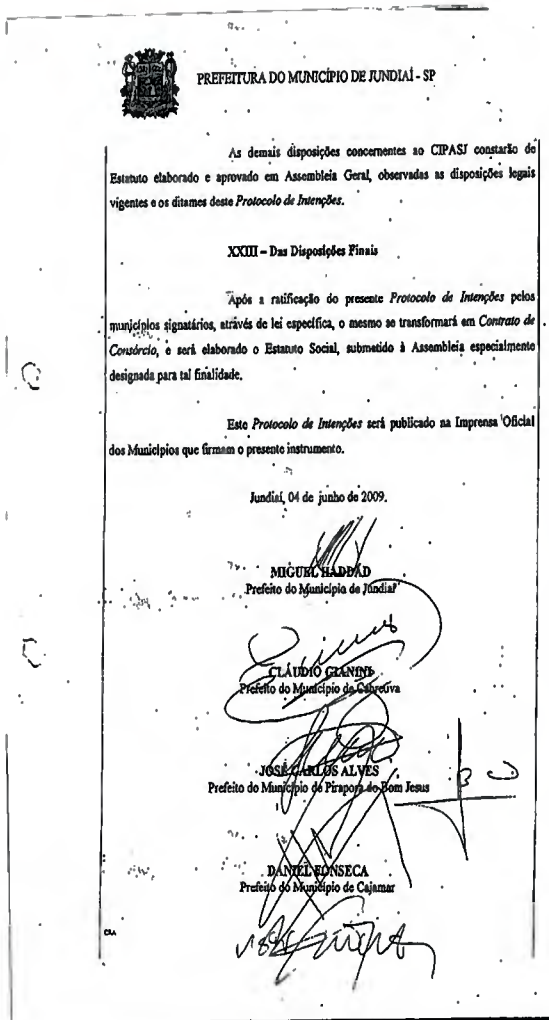 PREFEITURA DO MUNICÍPIO DE JUNDIAÍ - SP
As demais disposições concernentes ao CIPASJ constarão do
Estatuto elaborado e aprovado em Assembleia Geral, observadas as disposições legais
vigentes e os ditames deste Protocolo de Intenções.
XXIII – Das Disposições Finais
Após a ratificação do presente Protocolo de Intenções pelos
municípios signatários, através de lei específica, o mesmo se transformará em Contrato de
Consórcio, e será elaborado o Estatuto Social, submetido à Assembleia especialmente
designada para tal finalidade.
Este Protocolo de Intenções será publicado na Imprensa Oficial
dos Municípios que firmam o presente instrumento.
Jundiaí, 04 de junho de 2009.
MIGUEL HADDAD
Prefeito do Município de Jundiaí
CLÁUDIO GIANINI
Prefeito do Município de Cabreúva
JOSÉ CARLOS ALVES
Prefeito do Município de Pirapora do Bom Jesus
DANIEL FONSECA
Prefeito do Município de Cajamar